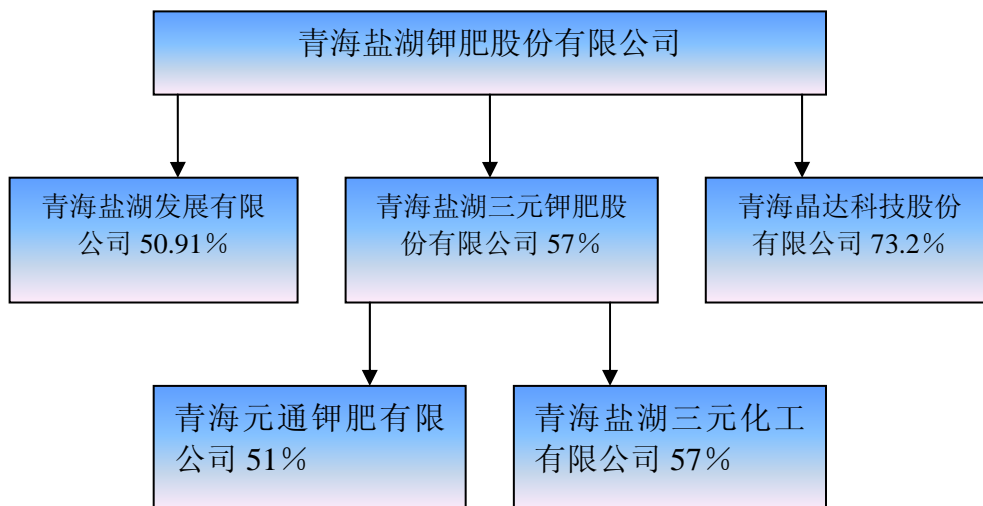 青海盐湖钾肥股份有限公司
青海盐湖发展有限
公司 50.91％
青海盐湖三元钾肥股
份有限公司 57％
青海晶达科技股份
有限公司 73.2％
青海元通钾肥有限
公司 51％
青海盐湖三元化工
有限公司 57％